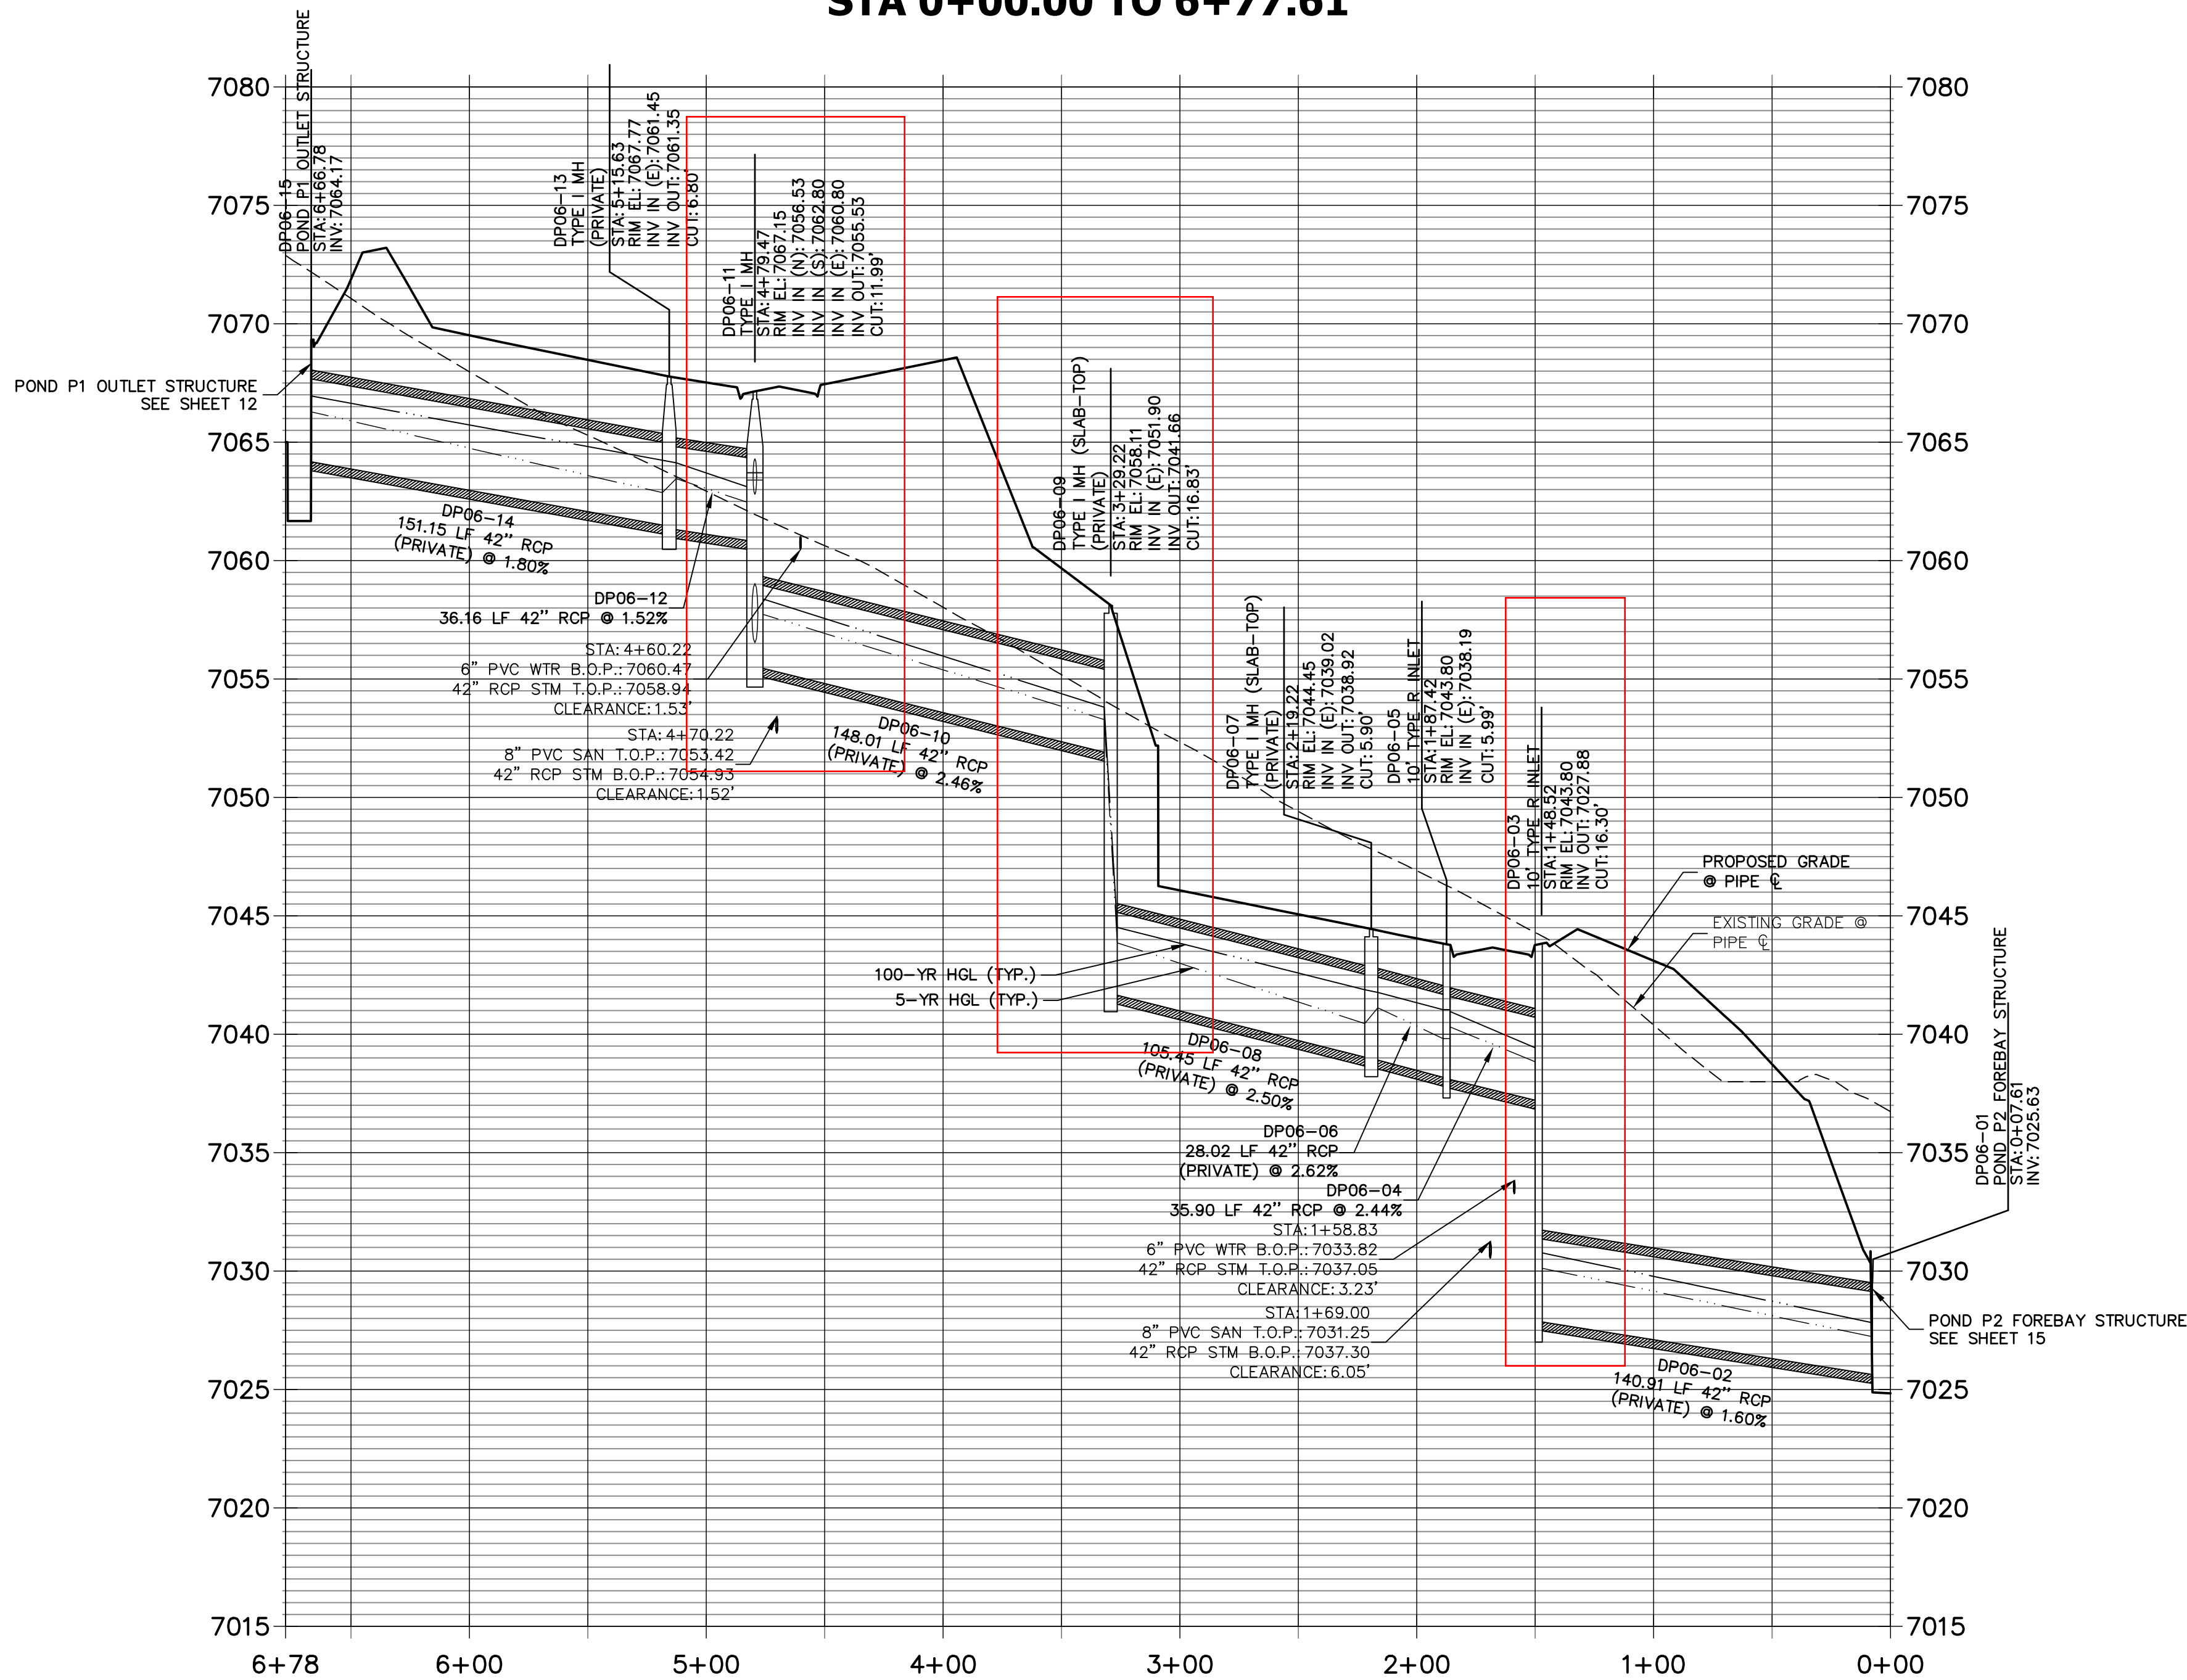 STA 0+00.00 TO 6+77.61
7080
7075
7070
7065
7060
7055
7050
7045
7040
7035
7030
7025
7020
7015
7080
7075
7070
7065
7060
7055
7050
7045
7040
7035
7030
7025
7020
7015
6+78
6+00
5+00
4+00
3+00
2+00
1+00
0+00
DP06-15
POND P1 OUTLET STRUCTURE
STA:6+66.78
INV:7064.17
POND P1 OUTLET STRUCTURE
SEE SHEET 12
DP06-13
TYPE I MH
(PRIVATE)
STA:5+15.63
RIM EL:7067.77
INV IN (E):7061.45
INV OUT:7061.35
CUT:6.80'
DP06-11
TYPE I MH
STA:4+79.47
RIM EL:7067.15
INV IN (N):7056.53
INV IN (S):7062.80
INV IN (E):7060.80
INV OUT:7055.53
CUT:11.99'
DP06-14
151.15 LF 42" RCP
(PRIVATE) @ 1.80%
DP06-12
36.16 LF 42" RCP @ 1.52%
STA:4+60.22
6" PVC WTR B.O.P.:7060.47
42" RCP STM T.O.P.:7058.94
CLEARANCE:1.53'
STA:4+70.22
8" PVC SAN T.O.P.:7053.42
42" RCP STM B.O.P.:7054.93
CLEARANCE:1.52'
DP06-10
148.01 LF 42" RCP
(PRIVATE) @ 2.46%
DP06-09
TYPE I MH (SLAB-TOP)
(PRIVATE)
STA:3+29.22
RIM EL:7058.11
INV IN (E):7051.90
INV OUT:7041.66
CUT:16.83'
100-YR HGL (TYP.)
5-YR HGL (TYP.)
DP06-08
105.45 LF 42" RCP
(PRIVATE) @ 2.50%
DP06-07
TYPE I MH (SLAB-TOP)
(PRIVATE)
STA:2+19.22
RIM EL:7044.45
INV IN (E):7039.02
INV OUT:7038.92
CUT:5.90'
DP06-05
10' TYPE R INLET
STA:1+87.42
RIM EL:7043.80
INV IN (E):7038.19
CUT:5.99'
DP06-03
10' TYPE R INLET
STA:1+48.52
RIM EL:7043.80
INV OUT:7027.88
CUT:16.30'
DP06-06
28.02 LF 42" RCP
(PRIVATE) @ 2.62%
DP06-04
35.90 LF 42" RCP @ 2.44%
STA:1+58.83
6" PVC WTR B.O.P.:7033.82
42" RCP STM T.O.P.:7037.05
CLEARANCE:3.23'
STA:1+69.00
8" PVC SAN T.O.P.:7031.25
42" RCP STM B.O.P.:7037.30
CLEARANCE:6.05'
PROPOSED GRADE
@ PIPE ℄
EXISTING GRADE @
PIPE ℄
DP06-02
140.91 LF 42" RCP
(PRIVATE) @ 1.60%
DP06-01
POND P2 FOREBAY STRUCTURE
STA:0+07.61
INV:7025.63
POND P2 FOREBAY STRUCTURE
SEE SHEET 15